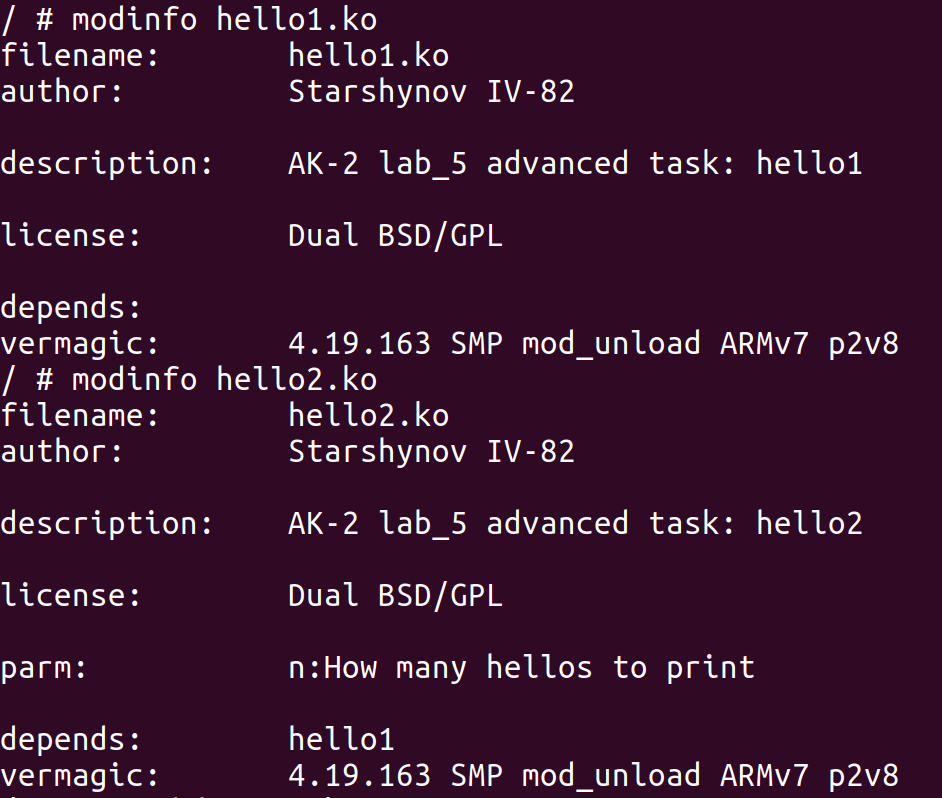 / # modinfo hello1.ko
filename:       hello1.ko
author:         Starshynov IV-82
description:    AK-2 lab_5 advanced task: hello1
license:        Dual BSD/GPL
depends:
vermagic:       4.19.163 SMP mod_unload ARMv7 p2v8
/ # modinfo hello2.ko
filename:       hello2.ko
author:         Starshynov IV-82
description:    AK-2 lab_5 advanced task: hello2
license:        Dual BSD/GPL
parm:           n:How many hellos to print
depends:        hello1
vermagic:       4.19.163 SMP mod_unload ARMv7 p2v8